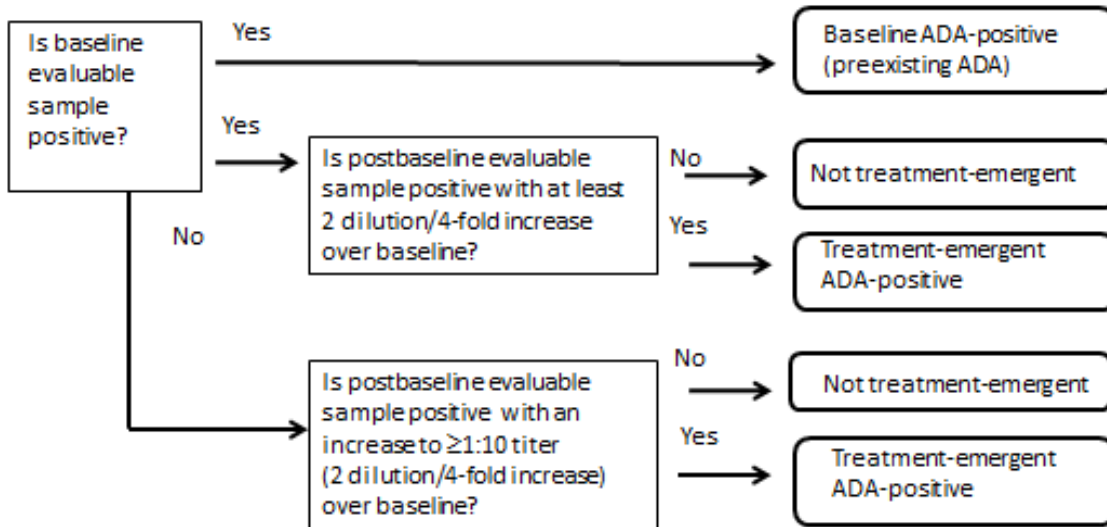 Is baseline
evaluable
sample
positive?
Yes
Baseline ADA-positive
(preexisting ADA)
Yes
Is postbaseline evaluable
sample positive with at least
2 dilution/4-fold increase
over baseline?
No
Not treatment-emergent
Yes
Treatment-emergent
ADA-positive
No
Is postbaseline evaluable
sample positive with an
increase to ≥1:10 titer
(2 dilution/4-fold increase)
over baseline?
No
Not treatment-emergent
Yes
Treatment-emergent
ADA-positive